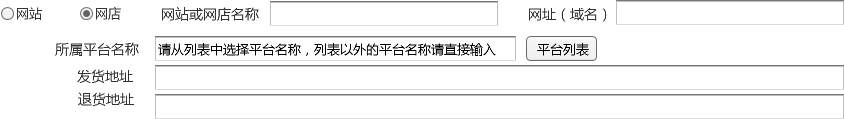 网站 网店 网站或网店名称 网址（域名）
所属平台名称 请从列表中选择平台名称，列表以外的平台名称请直接输入 平台列表
发货地址
退货地址